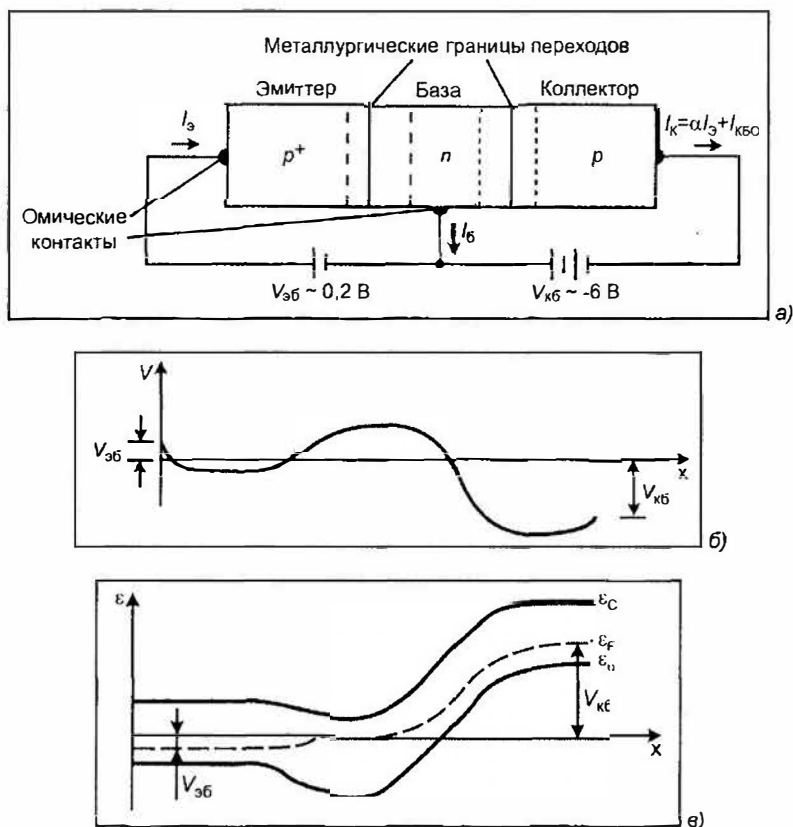 Металлургические границы переходов
Эмиттер База Коллектор
Iэ Iк=αIэ+Iкбо
p⁺ n p
Омические
контакты
Iб
Vэб ~ 0,2 В Vкб ~ -6 В
а)
V
Vэб
x
Vкб
б)
ε
εC
εF
ευ
Vкб
x
Vэб
в)